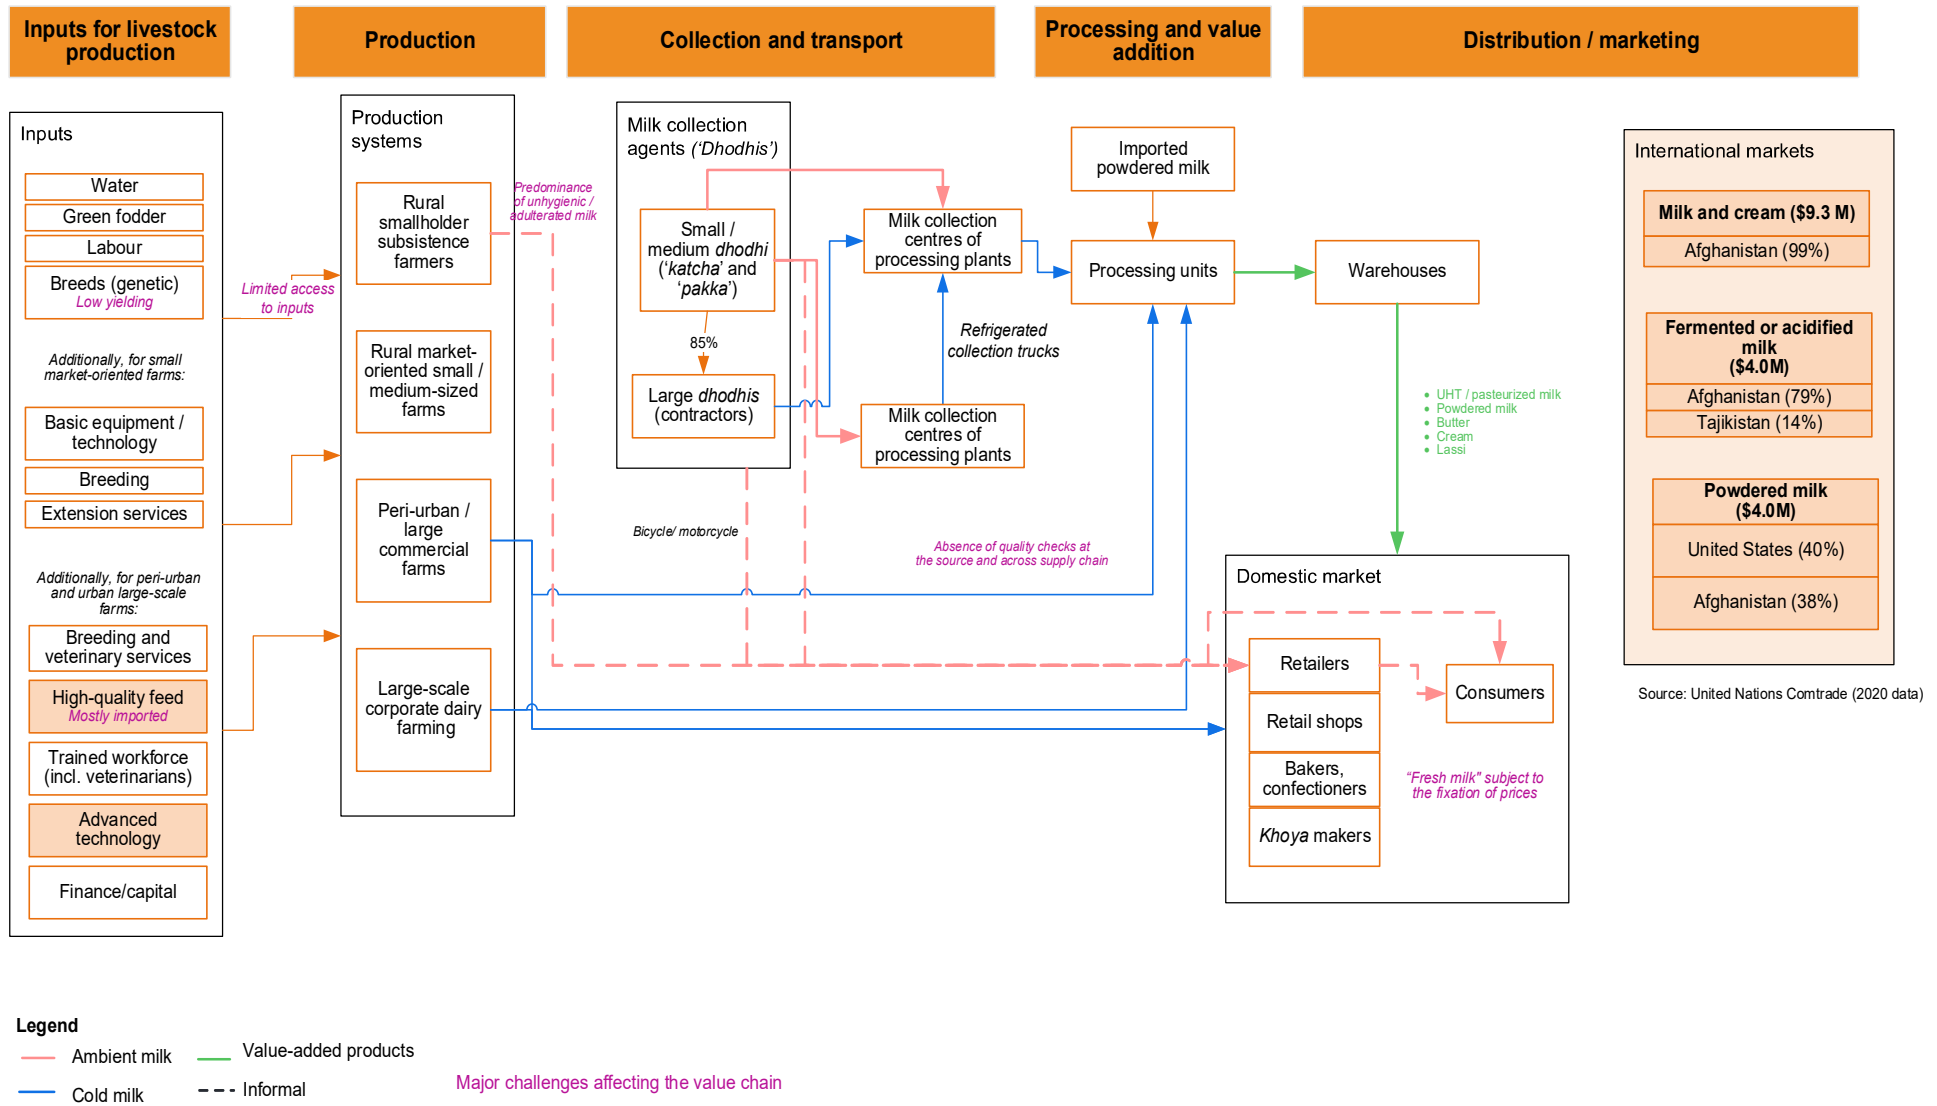 Inputs for livestock
production
Production
Collection and transport
Processing and value
addition
Distribution / marketing
Inputs
Water
Green fodder
Labour
Breeds (genetic)
Low yielding
Additionally, for small
market-oriented farms:
Basic equipment /
technology
Breeding
Extension services
Additionally, for peri-urban
and urban large-scale
farms:
Breeding and
veterinary services
High-quality feed
Mostly imported
Trained workforce
(incl. veterinarians)
Advanced
technology
Finance/capital
Limited access
to inputs
Production
systems
Rural
smallholder
subsistence
farmers
Rural market-
oriented small /
medium-sized
farms
Peri-urban /
large
commercial
farms
Large-scale
corporate dairy
farming
Predominance
of unhygienic /
adulterated milk
Milk collection
agents (‘Dhodhis’)
Small /
medium dhodhi
(‘katcha’ and
‘pakka’)
85%
Large dhodhis
(contractors)
Bicycle/ motorcycle
Milk collection
centres of
processing plants
Refrigerated
collection trucks
Milk collection
centres of
processing plants
Absence of quality checks at
the source and across supply chain
Imported
powdered milk
Processing units
Warehouses
• UHT / pasteurized milk
• Powdered milk
• Butter
• Cream
• Lassi
Domestic market
Retailers
Retail shops
Bakers,
confectioners
Khoya makers
Consumers
“Fresh milk" subject to
the fixation of prices
International markets
Milk and cream ($9.3 M)
Afghanistan (99%)
Fermented or acidified
milk
($4.0M)
Afghanistan (79%)
Tajikistan (14%)
Powdered milk
($4.0M)
United States (40%)
Afghanistan (38%)
Source: United Nations Comtrade (2020 data)
Legend
Ambient milk
Value-added products
Cold milk
Informal
Major challenges affecting the value chain